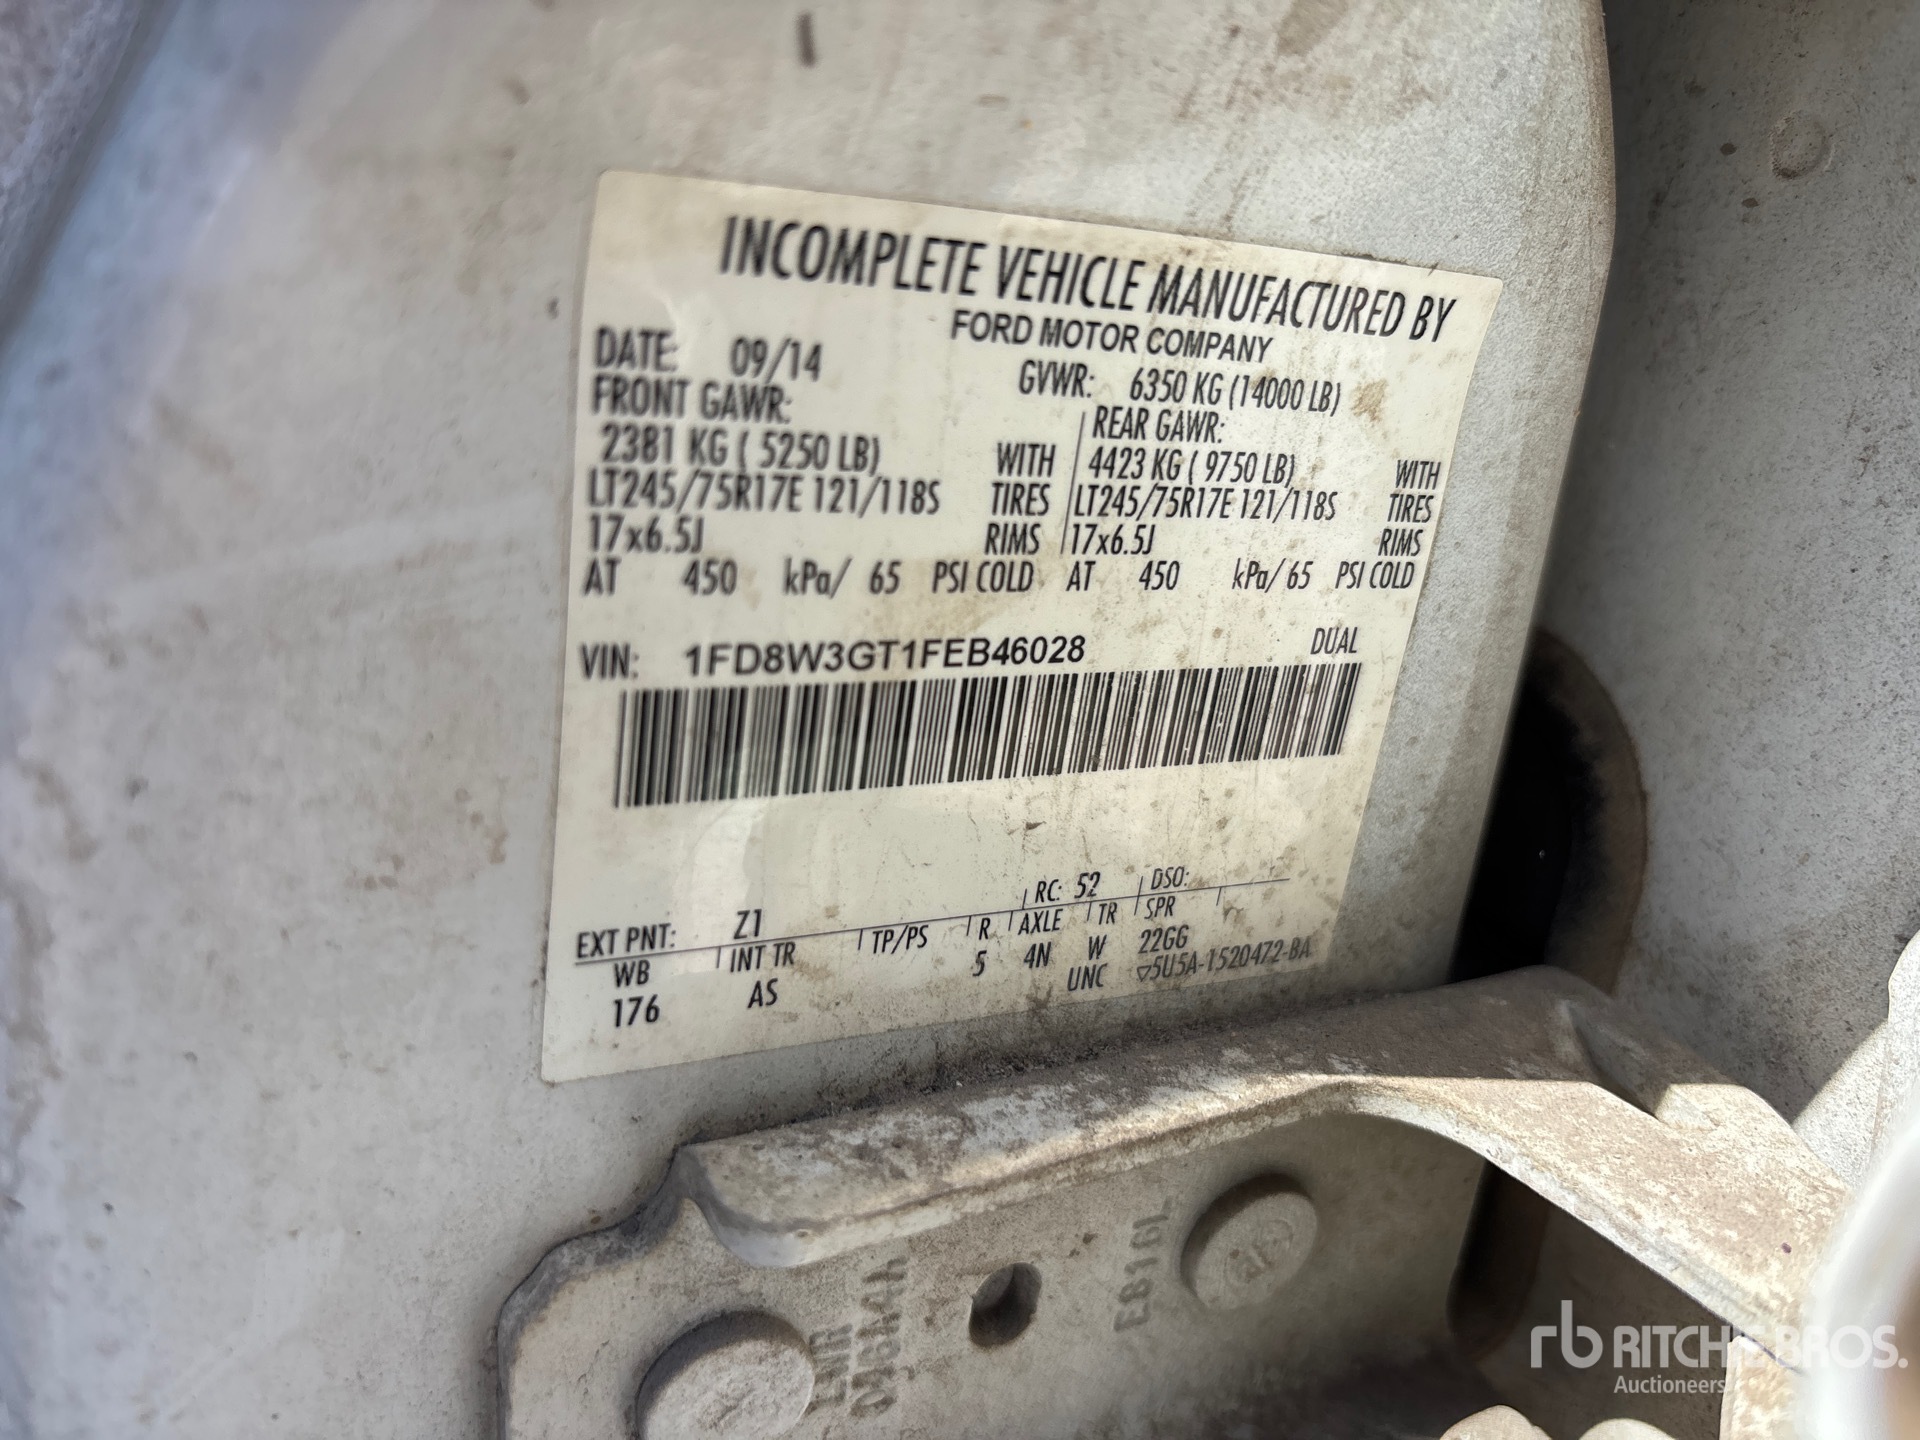 INCOMPLETE VEHICLE MANUFACTURED BY
FORD MOTOR COMPANY
DATE: 09/14 GVWR: 6350 KG (14000 LB)
FRONT GAWR: REAR GAWR:
2381 KG ( 5250 LB) WITH 4423 KG ( 9750 LB) WITH
LT245/75R17E 121/118S TIRES LT245/75R17E 121/118S TIRES
17x6.5J RIMS 17x6.5J RIMS
AT 450 kPa/ 65 PSI COLD AT 450 kPa/ 65 PSI COLD
VIN: 1FD8W3GT1FEB46028 DUAL
EXT PNT: Z1 RC: 52 DSO:
WB INT TR TP/PS R AXLE TR SPR
176 AS 5 4N W 22GG
UNC ▽5U5A-1520472-BA
EB16L
rb RITCHIE BROS.
Auctioneers